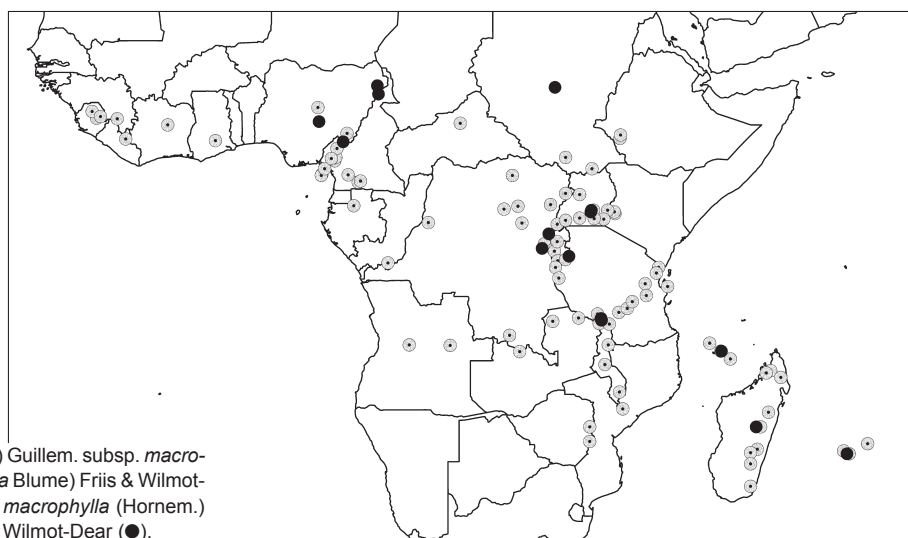 ) Guillem. subsp. macro-
a Blume) Friis & Wilmot-
macrophylla (Hornem.)
Wilmot-Dear (●).